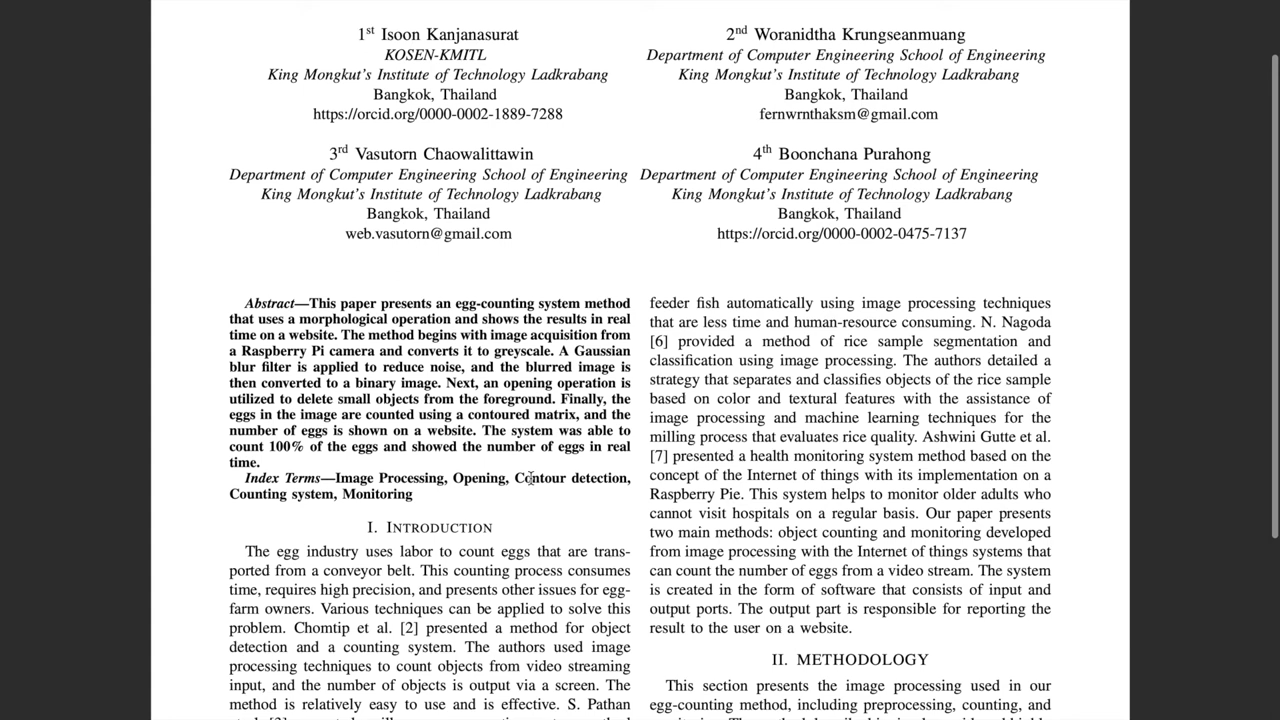 1st Isoon Kanjanasurat
KOSEN-KMITL
King Mongkut's Institute of Technology Ladkrabang
Bangkok, Thailand
https://orcid.org/0000-0002-1889-7288
2nd Woranidtha Krungseanmuang
Department of Computer Engineering School of Engineering
King Mongkut's Institute of Technology Ladkrabang
Bangkok, Thailand
fernwrnthaksm@gmail.com
3rd Vasutorn Chaowalittawin
Department of Computer Engineering School of Engineering
King Mongkut's Institute of Technology Ladkrabang
Bangkok, Thailand
web.vasutorn@gmail.com
4th Boonchana Purahong
Department of Computer Engineering School of Engineering
King Mongkut's Institute of Technology Ladkrabang
Bangkok, Thailand
https://orcid.org/0000-0002-0475-7137
Abstract—This paper presents an egg-counting system method
that uses a morphological operation and shows the results in real
time on a website. The method begins with image acquisition from
a Raspberry Pi camera and converts it to greyscale. A Gaussian
blur filter is applied to reduce noise, and the blurred image is
then converted to a binary image. Next, an opening operation is
utilized to delete small objects from the foreground. Finally, the
eggs in the image are counted using a contoured matrix, and the
number of eggs is shown on a website. The system was able to
count 100% of the eggs and showed the number of eggs in real
time.
Index Terms—Image Processing, Opening, Contour detection,
Counting system, Monitoring
I. INTRODUCTION
The egg industry uses labor to count eggs that are trans-
ported from a conveyor belt. This counting process consumes
time, requires high precision, and presents other issues for egg-
farm owners. Various techniques can be applied to solve this
problem. Chomtip et al. [2] presented a method for object
detection and a counting system. The authors used image
processing techniques to count objects from video streaming
input, and the number of objects is output via a screen. The
method is relatively easy to use and is effective. S. Pathan
feeder fish automatically using image processing techniques
that are less time and human-resource consuming. N. Nagoda
[6] provided a method of rice sample segmentation and
classification using image processing. The authors detailed a
strategy that separates and classifies objects of the rice sample
based on color and textural features with the assistance of
image processing and machine learning techniques for the
milling process that evaluates rice quality. Ashwini Gutte et al.
[7] presented a health monitoring system method based on the
concept of the Internet of things with its implementation on a
Raspberry Pie. This system helps to monitor older adults who
cannot visit hospitals on a regular basis. Our paper presents
two main methods: object counting and monitoring developed
from image processing with the Internet of things systems that
can count the number of eggs from a video stream. The system
is created in the form of software that consists of input and
output ports. The output part is responsible for reporting the
result to the user on a website.
II. METHODOLOGY
This section presents the image processing used in our
egg-counting method, including preprocessing, counting, and